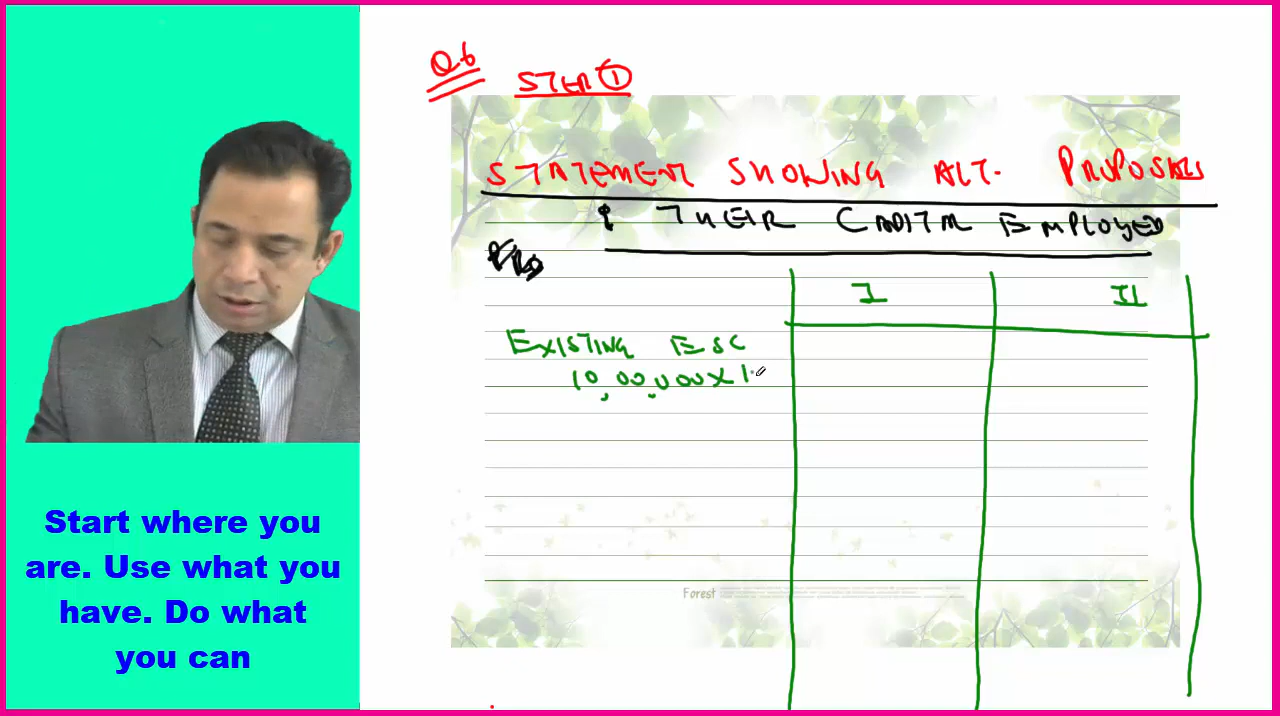 Q6
STEP ①
STATEMENT SHOWING ALT. PROPOSALS
& THEIR CAPITAL EMPLOYED
I II
EXISTING ESC
10,00,000 X 1
Forest
Start where you
are. Use what you
have. Do what
you can